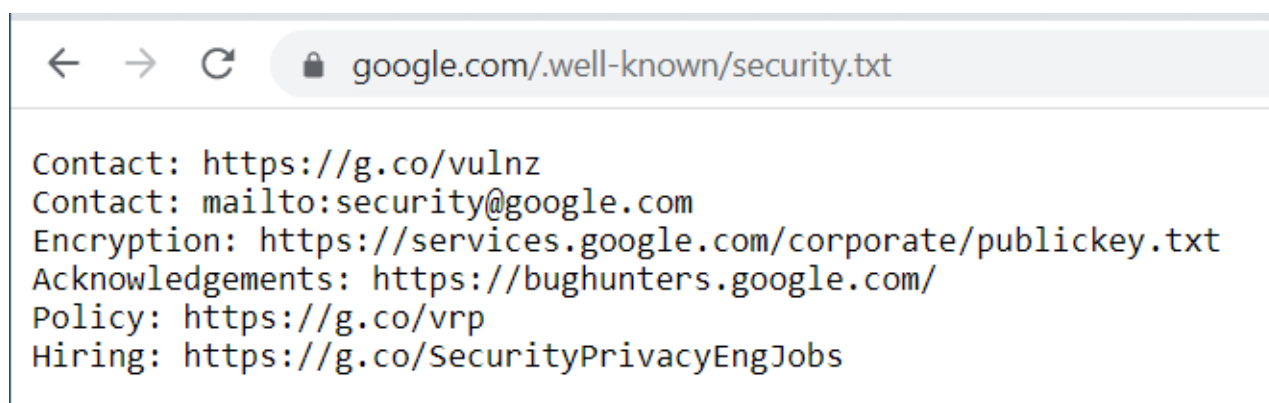 google.com/.well-known/security.txt
Contact: https://g.co/vulnz
Contact: mailto:security@google.com
Encryption: https://services.google.com/corporate/publickey.txt
Acknowledgements: https://bughunters.google.com/
Policy: https://g.co/vrp
Hiring: https://g.co/SecurityPrivacyEngJobs